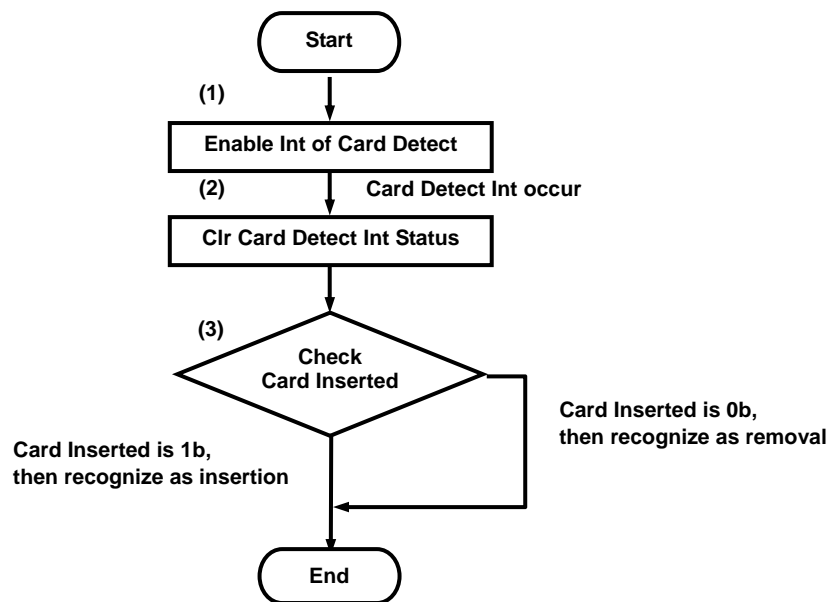 Start
(1)
Enable Int of Card Detect
(2)
Card Detect Int occur
Clr Card Detect Int Status
(3)
Check
Card Inserted
Card Inserted is 0b,
then recognize as removal
Card Inserted is 1b,
then recognize as insertion
End